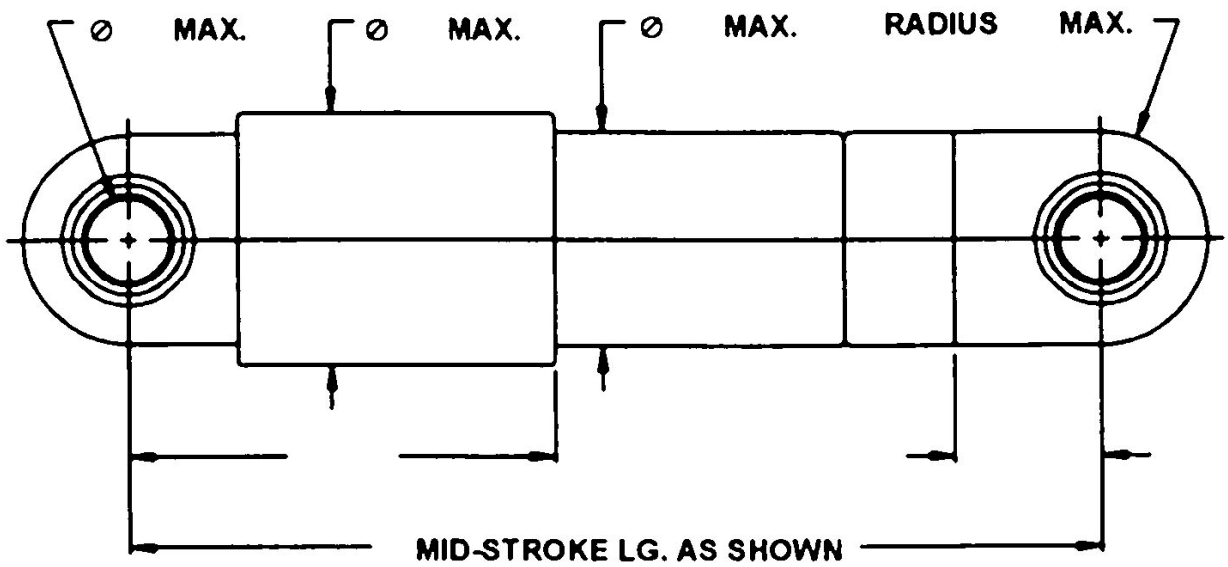 ⌀ MAX. ⌀ MAX. ⌀ MAX. RADIUS MAX.
MID-STROKE LG. AS SHOWN